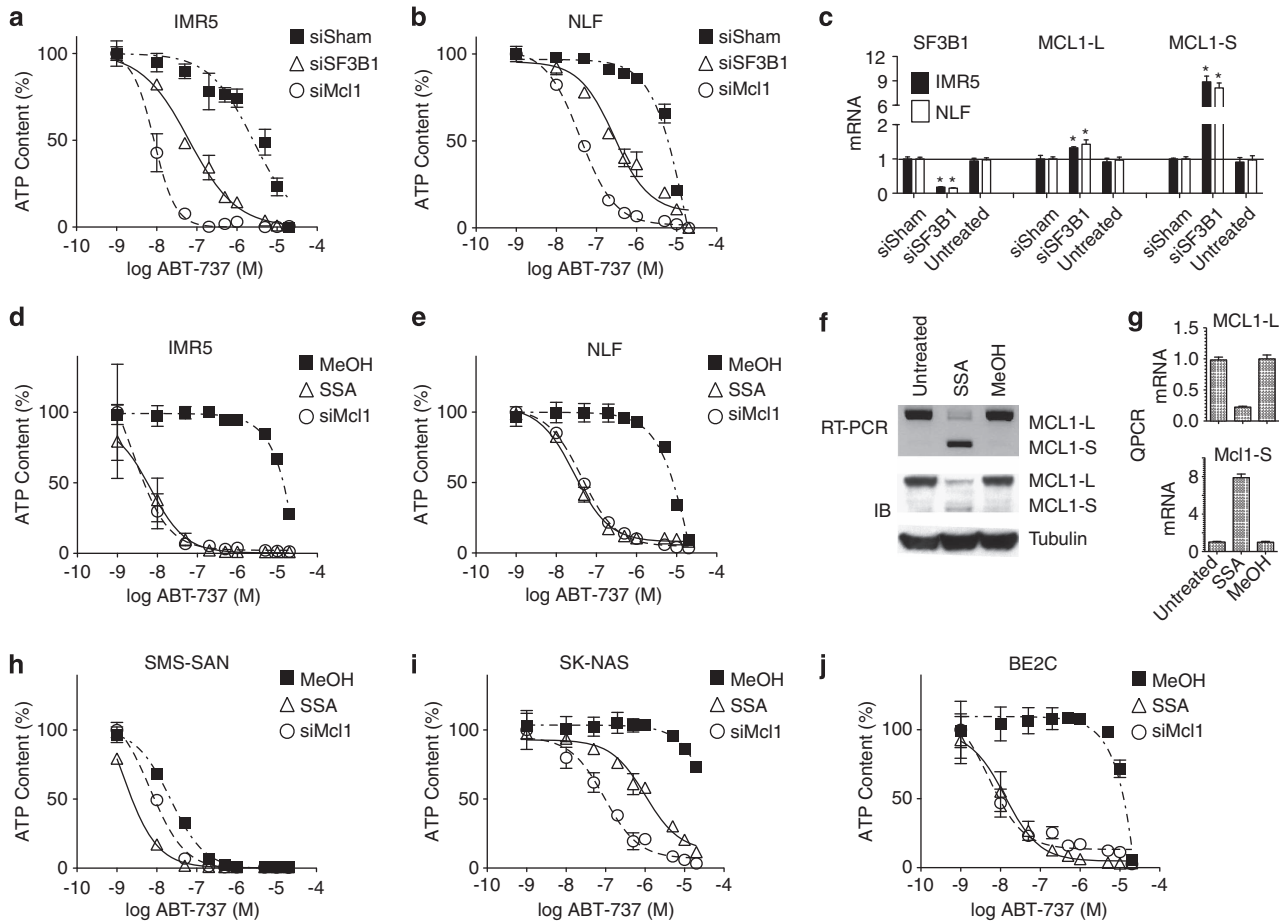 a
IMR5
siSham
siSF3B1
siMcl1
ATP Content (%)
100
50
0
-10 -9 -8 -7 -6 -5 -4
log ABT-737 (M)
b
NLF
siSham
siSF3B1
siMcl1
ATP Content (%)
100
50
0
-10 -9 -8 -7 -6 -5 -4
log ABT-737 (M)
c
SF3B1 MCL1-L MCL1-S
IMR5
NLF
mRNA
12
9
6
2
1
0
* * * * * *
siSham siSF3B1 Untreated siSham siSF3B1 Untreated siSham siSF3B1 Untreated
d
IMR5
MeOH
SSA
siMcl1
ATP Content (%)
100
50
0
-10 -9 -8 -7 -6 -5 -4
log ABT-737 (M)
e
NLF
MeOH
SSA
siMcl1
ATP Content (%)
100
50
0
-10 -9 -8 -7 -6 -5 -4
log ABT-737 (M)
f
Untreated SSA MeOH
RT-PCR
MCL1-L
MCL1-S
IB
MCL1-L
MCL1-S
Tubulin
g
MCL1-L
QPCR
mRNA
1.5
1.0
0.5
0.0
Mcl1-S
mRNA
8
4
0
Untreated SSA MeOH
h
SMS-SAN
MeOH
SSA
siMcl1
ATP Content (%)
100
50
0
-10 -9 -8 -7 -6 -5 -4
log ABT-737 (M)
i
SK-NAS
MeOH
SSA
siMcl1
ATP Content (%)
100
50
0
-10 -9 -8 -7 -6 -5 -4
log ABT-737 (M)
j
BE2C
MeOH
SSA
siMcl1
ATP Content (%)
100
50
0
-10 -9 -8 -7 -6 -5 -4
log ABT-737 (M)